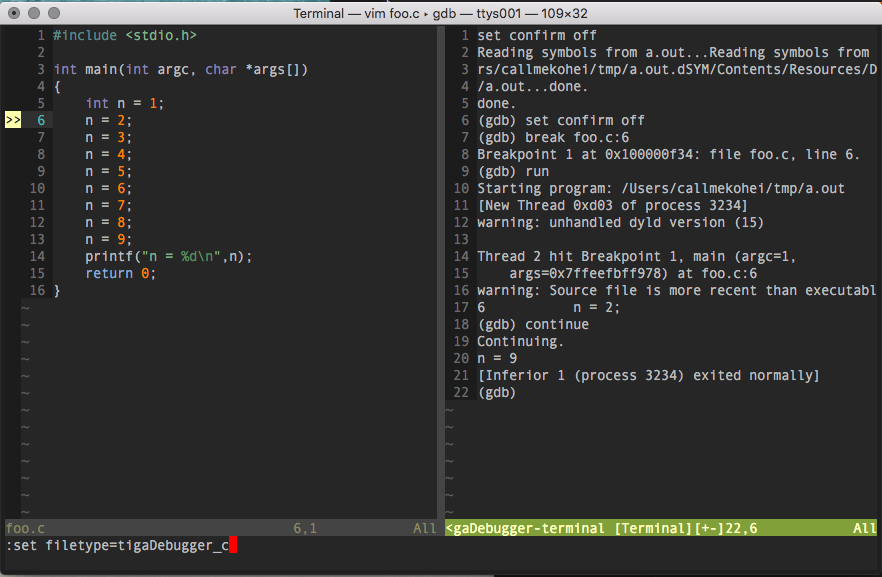 Terminal — vim foo.c ▸ gdb — ttys001 — 109×32
1 #include <stdio.h>
2
3 int main(int argc, char *args[])
4 {
5     int n = 1;
>> 6     n = 2;
7     n = 3;
8     n = 4;
9     n = 5;
10     n = 6;
11     n = 7;
12     n = 8;
13     n = 9;
14     printf("n = %d\n",n);
15     return 0;
16 }
~
~
~
~
~
~
~
~
~
~
~
~
foo.c 6,1 All
1 set confirm off
2 Reading symbols from a.out...Reading symbols from
3 rs/callmekohei/tmp/a.out.dSYM/Contents/Resources/D
4 /a.out...done.
5 done.
6 (gdb) set confirm off
7 (gdb) break foo.c:6
8 Breakpoint 1 at 0x100000f34: file foo.c, line 6.
9 (gdb) run
10 Starting program: /Users/callmekohei/tmp/a.out
11 [New Thread 0xd03 of process 3234]
12 warning: unhandled dyld version (15)
13
14 Thread 2 hit Breakpoint 1, main (argc=1,
15     args=0x7ffeefbff978) at foo.c:6
16 warning: Source file is more recent than executabl
17 6           n = 2;
18 (gdb) continue
19 Continuing.
20 n = 9
21 [Inferior 1 (process 3234) exited normally]
22 (gdb)
~
~
~
~
~
~
~
<gaDebugger-terminal [Terminal][+-]22,6 All
:set filetype=tigaDebugger_c